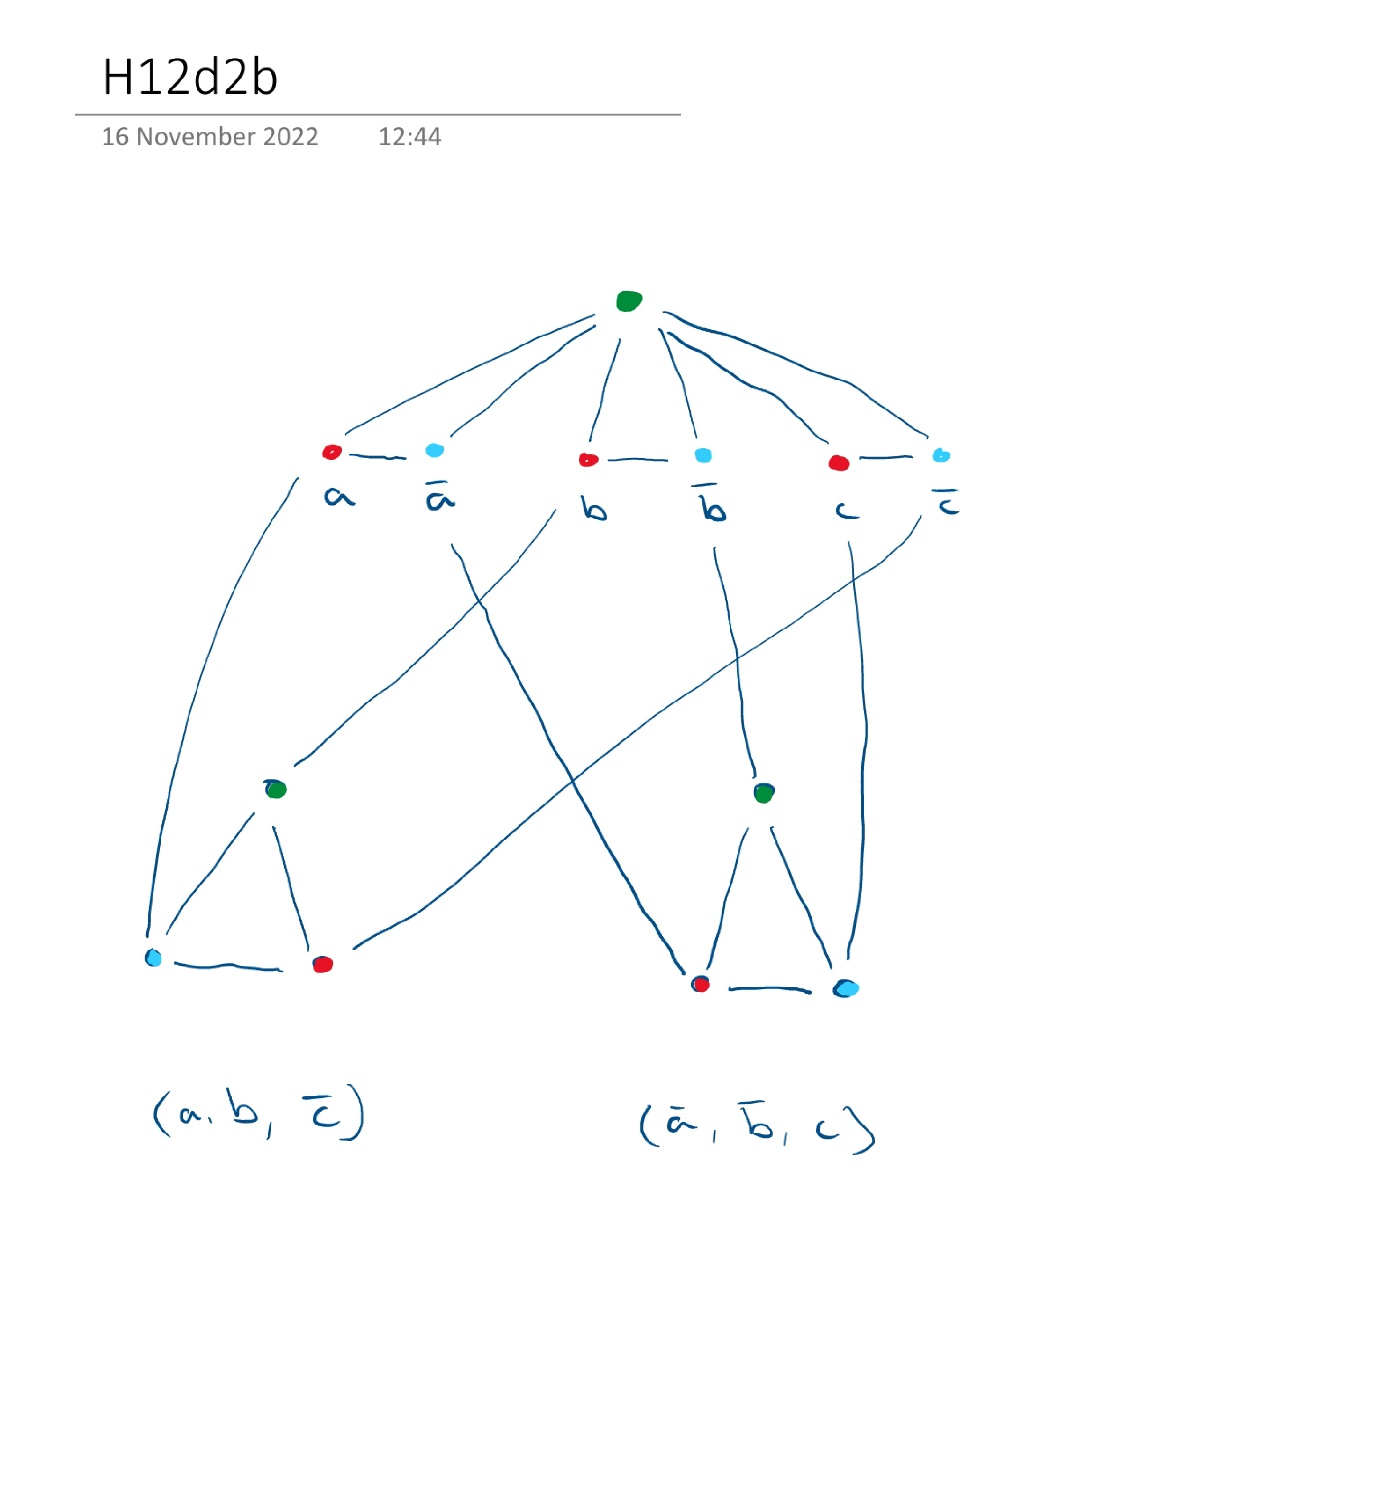 H12d2b
16 November 2022 12:44
a a̅ b b̅ c c̅
(a, b, c̅) (a̅, b̅, c)